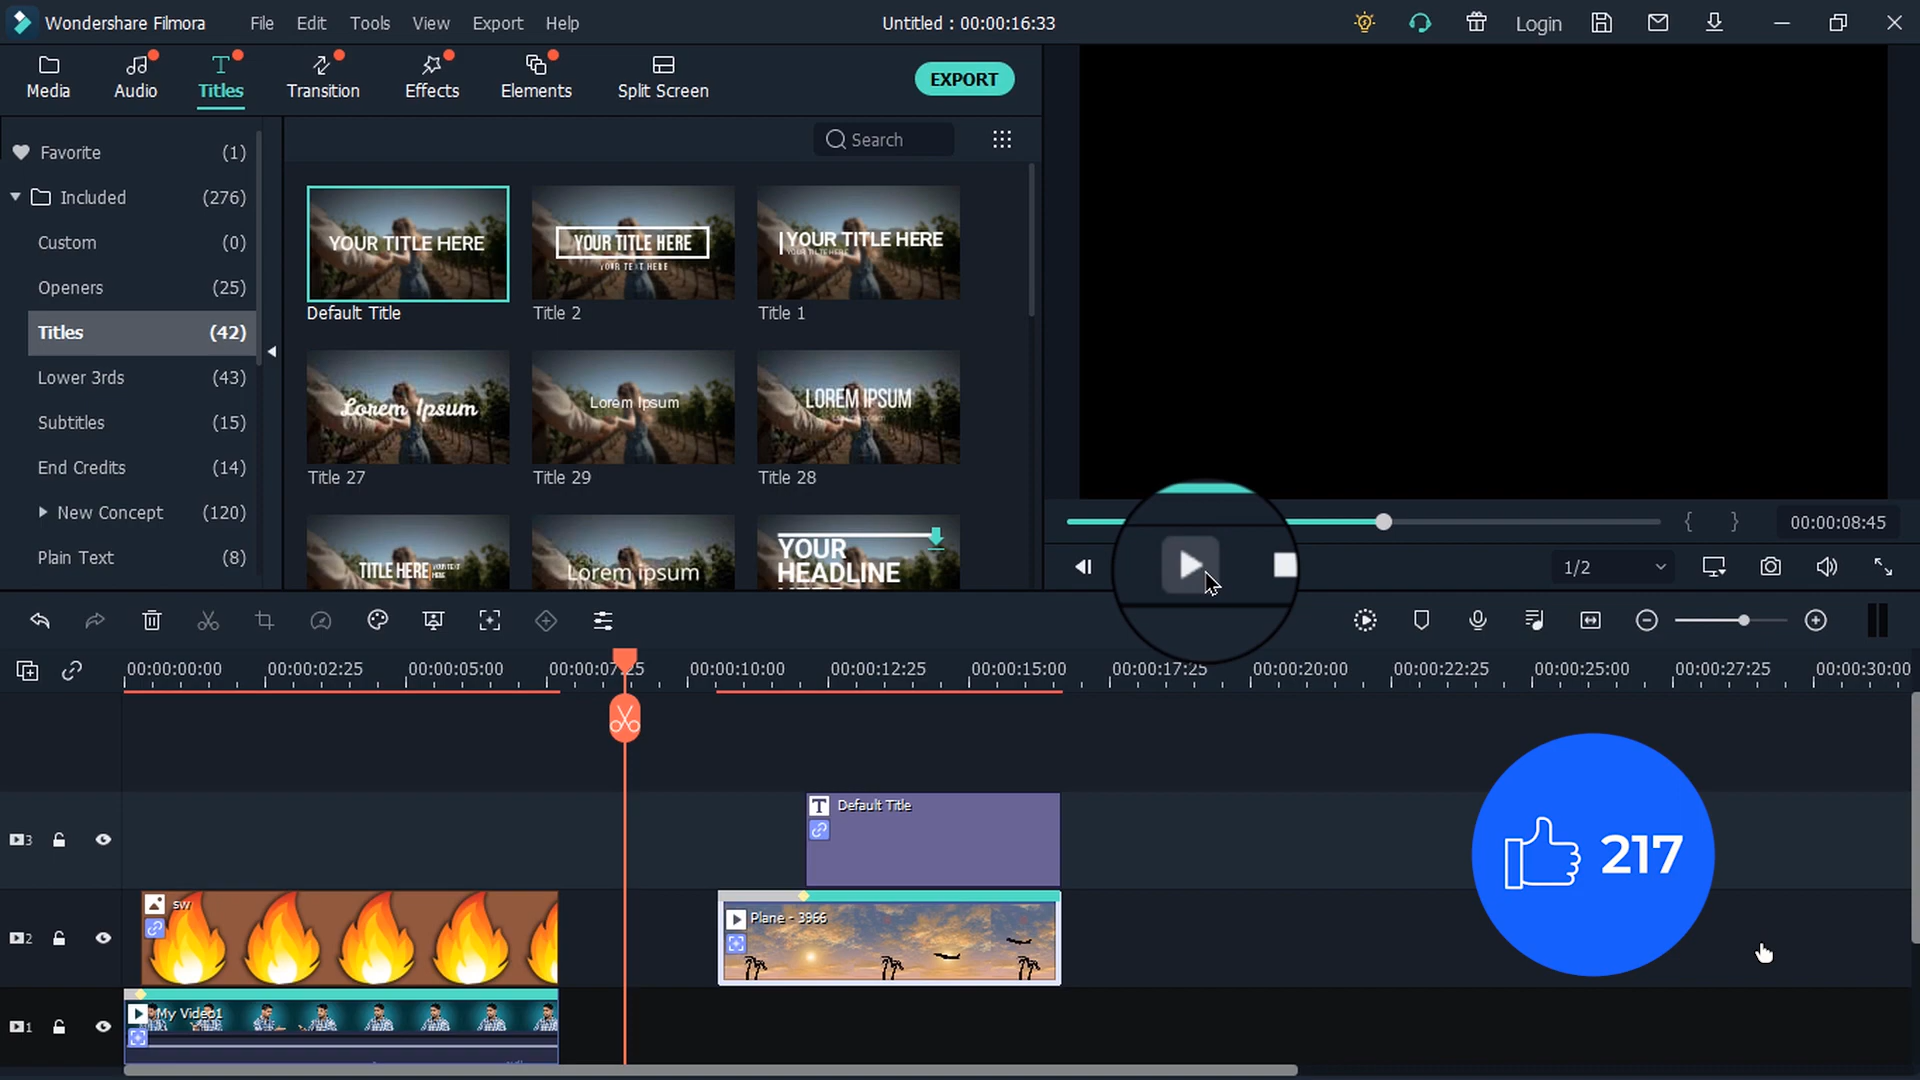 Wondershare Filmora
File Edit Tools View Export Help
Untitled : 00:00:16:33
Login
Media
Audio
Titles
Transition
Effects
Elements
Split Screen
EXPORT
Search
Favorite (1)
Included (276)
Custom (0)
Openers (25)
Titles (42)
Lower 3rds (43)
Subtitles (15)
End Credits (14)
New Concept (120)
Plain Text (8)
YOUR TITLE HERE
Default Title
YOUR TITLE HERE
YOUR TEXT HERE
Title 2
YOUR TITLE HERE
Title 1
Lorem Ipsum
Title 27
Lorem Ipsum
Title 29
LOREM IPSUM
Title 28
TITLE HERE
Lorem ipsum
YOUR
HEADLINE
{ } 00:00:08:45
1/2
00:00:00:00 00:00:02:25 00:00:05:00 00:00:07:25 00:00:10:00 00:00:12:25 00:00:15:00 00:00:17:25 00:00:20:00 00:00:22:25 00:00:25:00 00:00:27:25 00:00:30:00
3
T Default Title
217
2
sw
Plane - 3966
1
My Video1